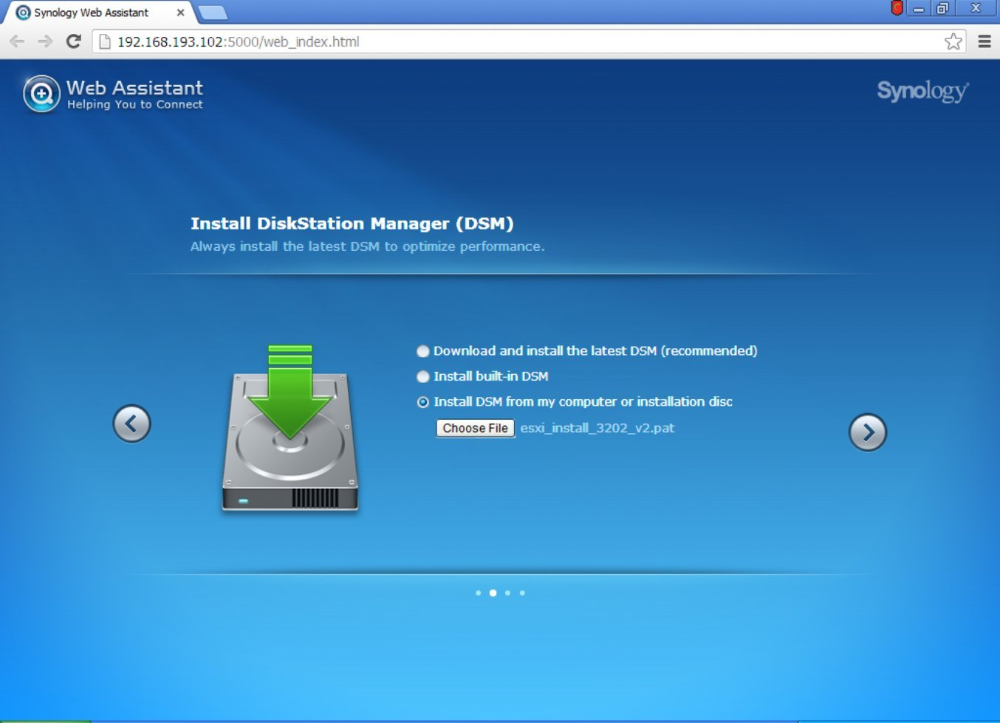 Synology Web Assistant
192.168.193.102:5000/web_index.html
Web Assistant
Helping You to Connect
Synology
Install DiskStation Manager (DSM)
Always install the latest DSM to optimize performance.
Download and install the latest DSM (recommended)
Install built-in DSM
Install DSM from my computer or installation disc
Choose File esxi_install_3202_v2.pat